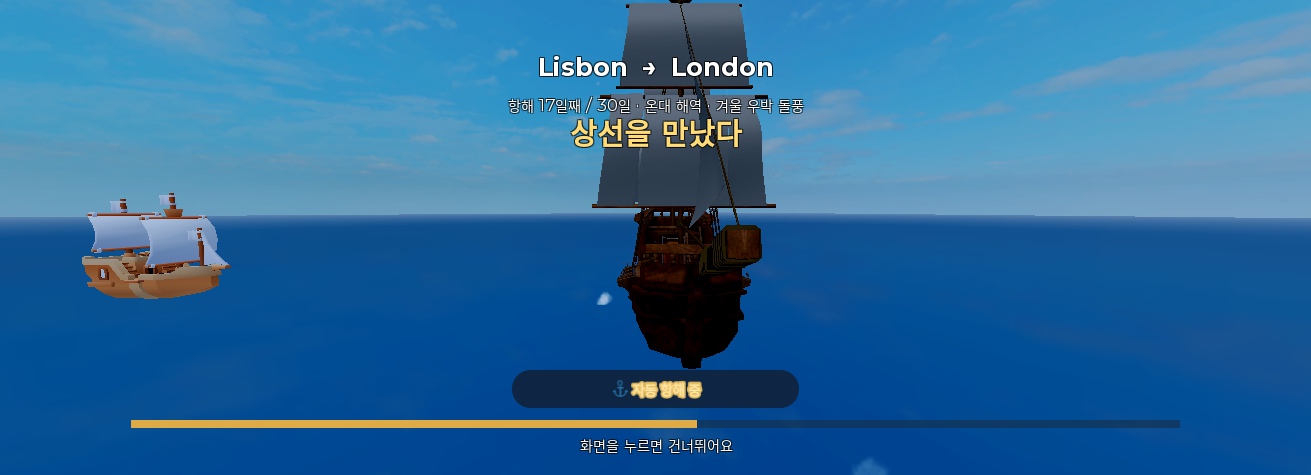 Lisbon → London
항해 17일째 / 30일 · 온대 해역 · 겨울 우박 돌풍
상선을 만났다
⚓ 자동 항해 중
화면을 누르면 건너뛰어요